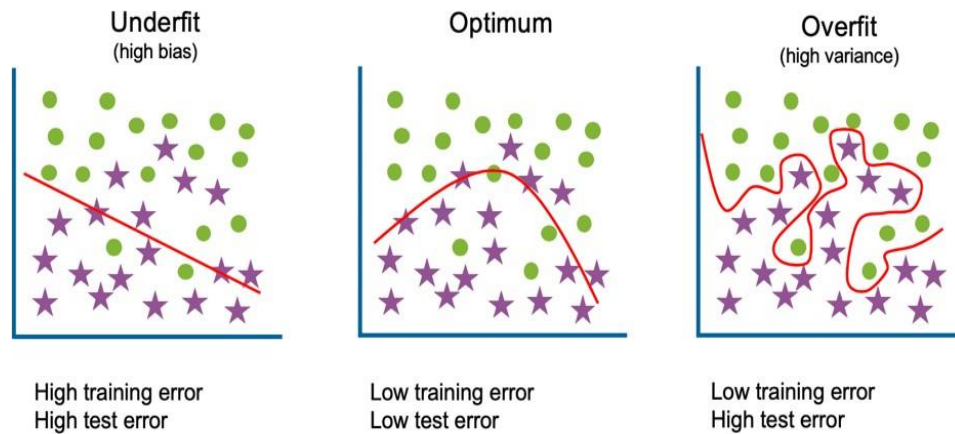 Underfit
(high bias)
High training error
High test error
Optimum
Low training error
Low test error
Overfit
(high variance)
Low training error
High test error